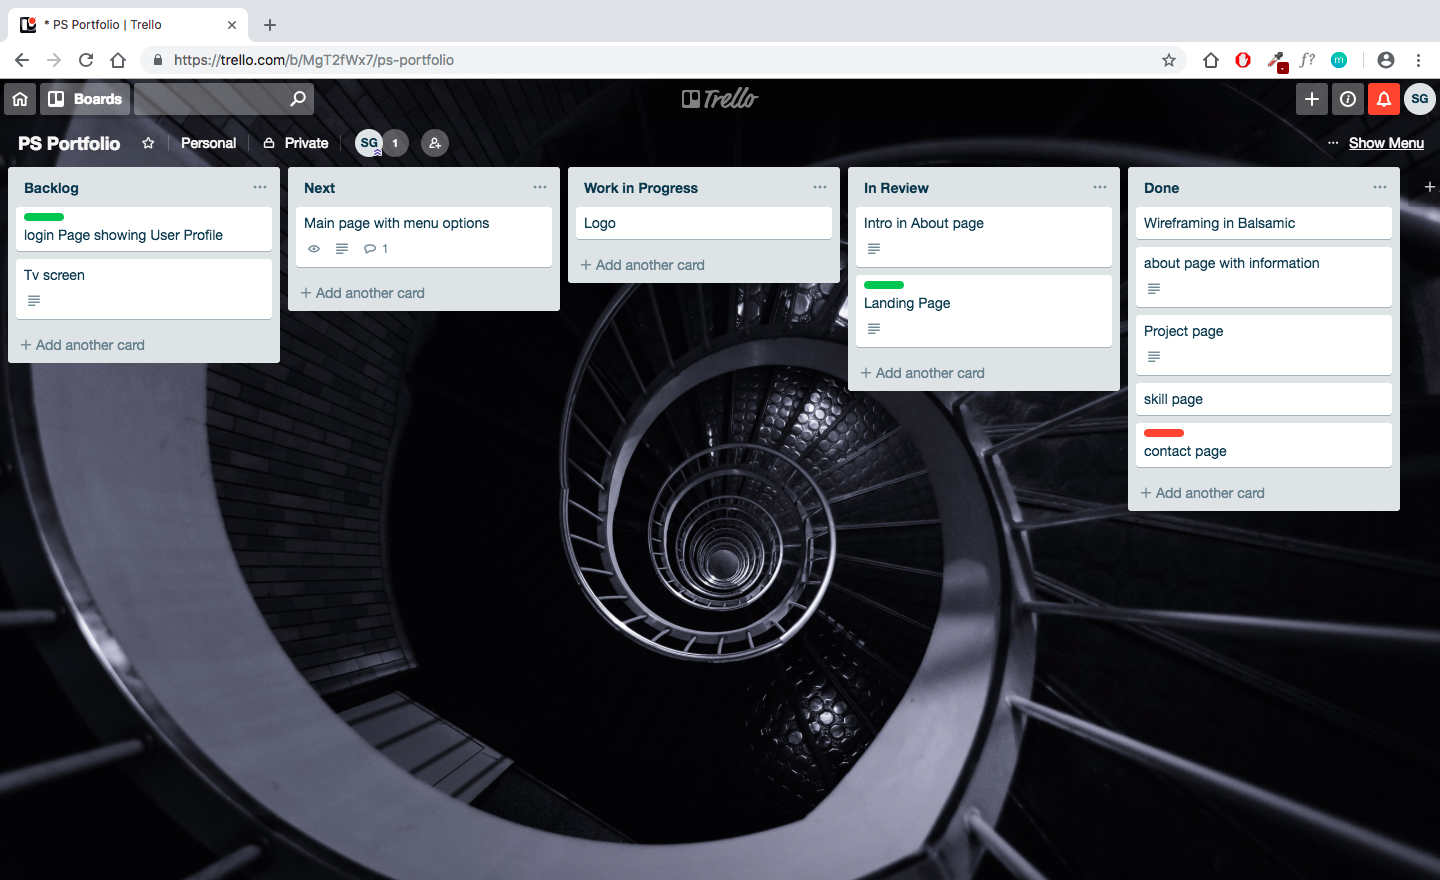 * PS Portfolio | Trello
https://trello.com/b/MgT2fWx7/ps-portfolio
f?
m
Boards
Trello
SG
PS Portfolio
Personal
Private
SG
1
Show Menu
Backlog
login Page showing User Profile
Tv screen
+ Add another card
Next
Main page with menu options
1
+ Add another card
Work in Progress
Logo
+ Add another card
In Review
Intro in About page
Landing Page
+ Add another card
Done
Wireframing in Balsamic
about page with information
Project page
skill page
contact page
+ Add another card